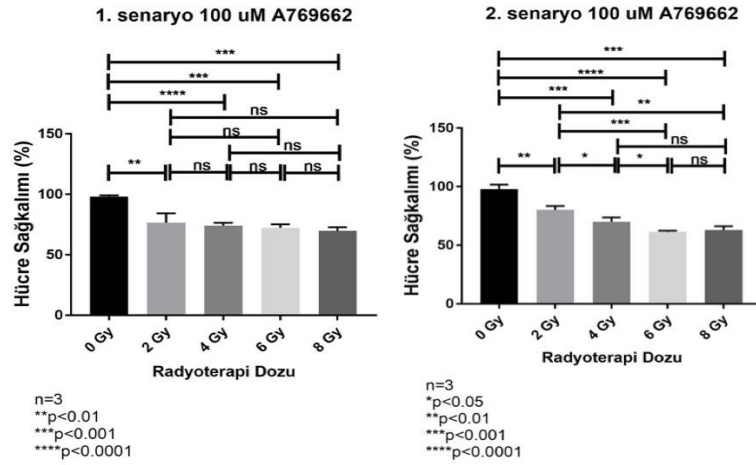 1. senaryo 100 uM A769662
***
***
****
ns
ns
ns
**
ns
ns
ns
150
100
50
0
Hücre Sağkalımı (%)
0 Gy
2 Gy
4 Gy
6 Gy
8 Gy
Radyoterapi Dozu
n=3
**p<0.01
***p<0.001
****p<0.0001
2. senaryo 100 uM A769662
***
****
***
**
***
ns
**
*
*
ns
150
100
50
0
Hücre Sağkalımı (%)
0 Gy
2 Gy
4 Gy
6 Gy
8 Gy
Radyoterapi Dozu
n=3
*p<0.05
**p<0.01
***p<0.001
****p<0.0001